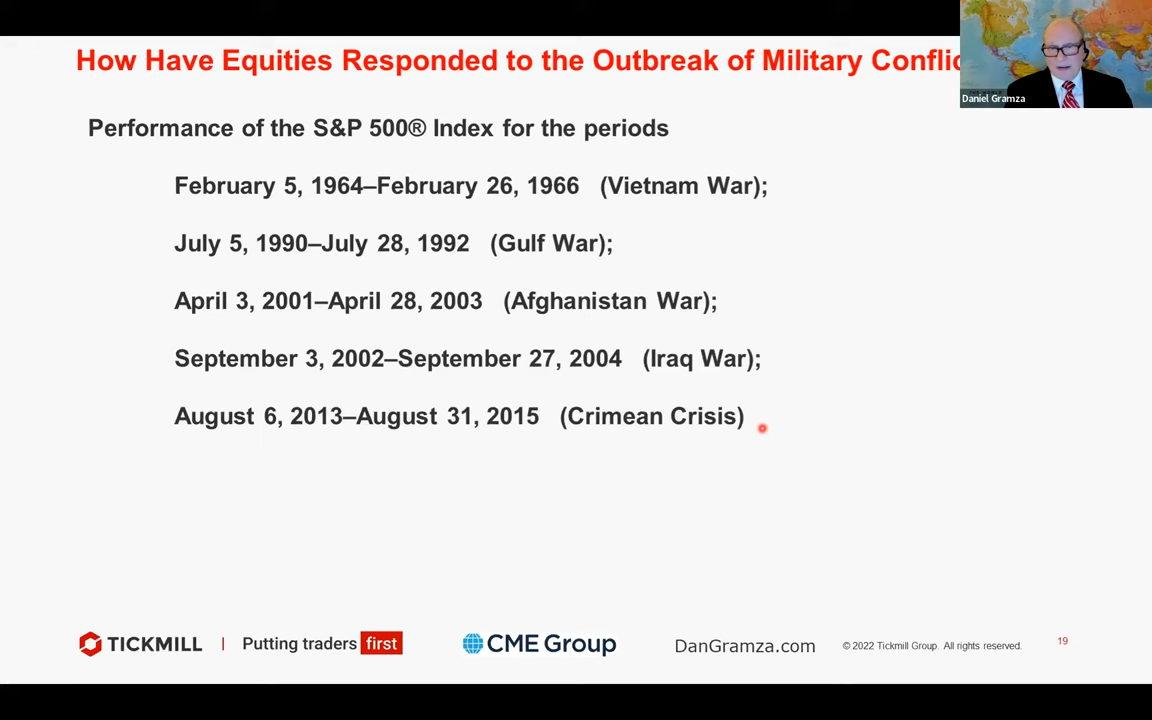 How Have Equities Responded to the Outbreak of Military Conflic
Daniel Gramza
Performance of the S&P 500® Index for the periods
February 5, 1964–February 26, 1966 (Vietnam War);
July 5, 1990–July 28, 1992 (Gulf War);
April 3, 2001–April 28, 2003 (Afghanistan War);
September 3, 2002–September 27, 2004 (Iraq War);
August 6, 2013–August 31, 2015 (Crimean Crisis)
TICKMILL | Putting traders first CME Group DanGramza.com © 2022 Tickmill Group. All rights reserved. 19